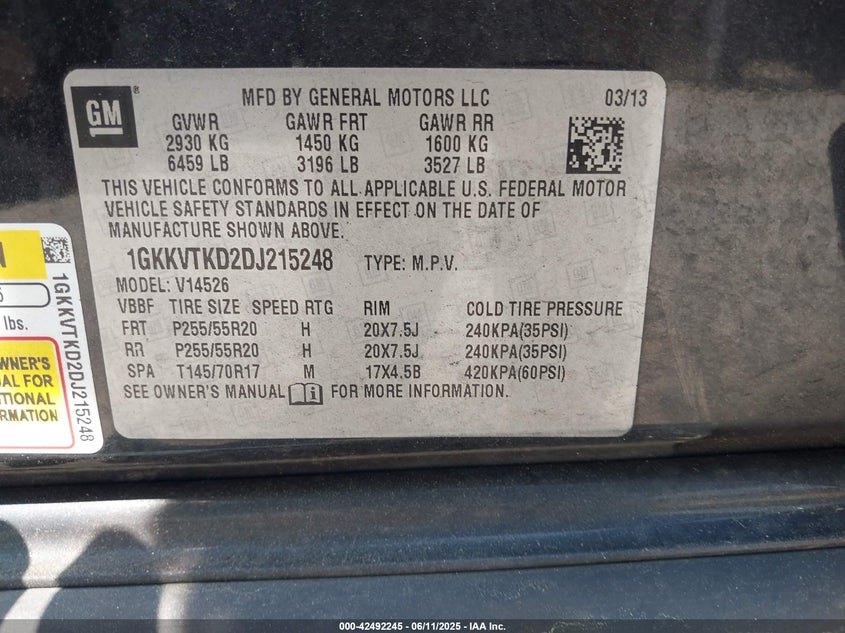 GM
®
MFD BY GENERAL MOTORS LLC 03/13
GVWR GAWR FRT GAWR RR
2930 KG 1450 KG 1600 KG
6459 LB 3196 LB 3527 LB
THIS VEHICLE CONFORMS TO ALL APPLICABLE U.S. FEDERAL MOTOR
VEHICLE SAFETY STANDARDS IN EFFECT ON THE DATE OF
MANUFACTURE SHOWN ABOVE.
1GKKVTKD2DJ215248 TYPE: M.P.V.
MODEL: V14526
VBBF TIRE SIZE SPEED RTG RIM COLD TIRE PRESSURE
FRT P255/55R20 H 20X7.5J 240KPA(35PSI)
RR P255/55R20 H 20X7.5J 240KPA(35PSI)
SPA T145/70R17 M 17X4.5B 420KPA(60PSI)
SEE OWNER'S MANUAL i FOR MORE INFORMATION.
N
lbs.
WNER'S
AL FOR
TIONAL
RMATION
1GKKVTKD2DJ215248
000-42492245 - 06/11/2025 - IAA Inc.